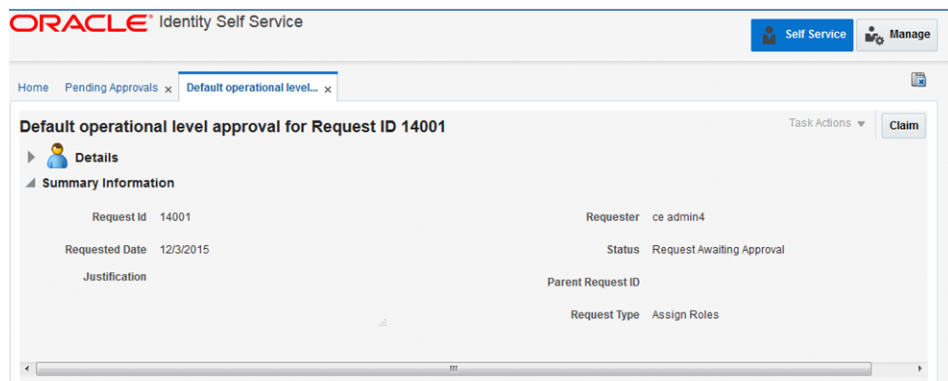 ORACLE® Identity Self Service
Self Service Manage
Home Pending Approvals x Default operational level... x
Default operational level approval for Request ID 14001
Task Actions Claim
Details
Summary Information
Request Id 14001 Requester ce admin4
Requested Date 12/3/2015 Status Request Awaiting Approval
Justification Parent Request ID
Request Type Assign Roles